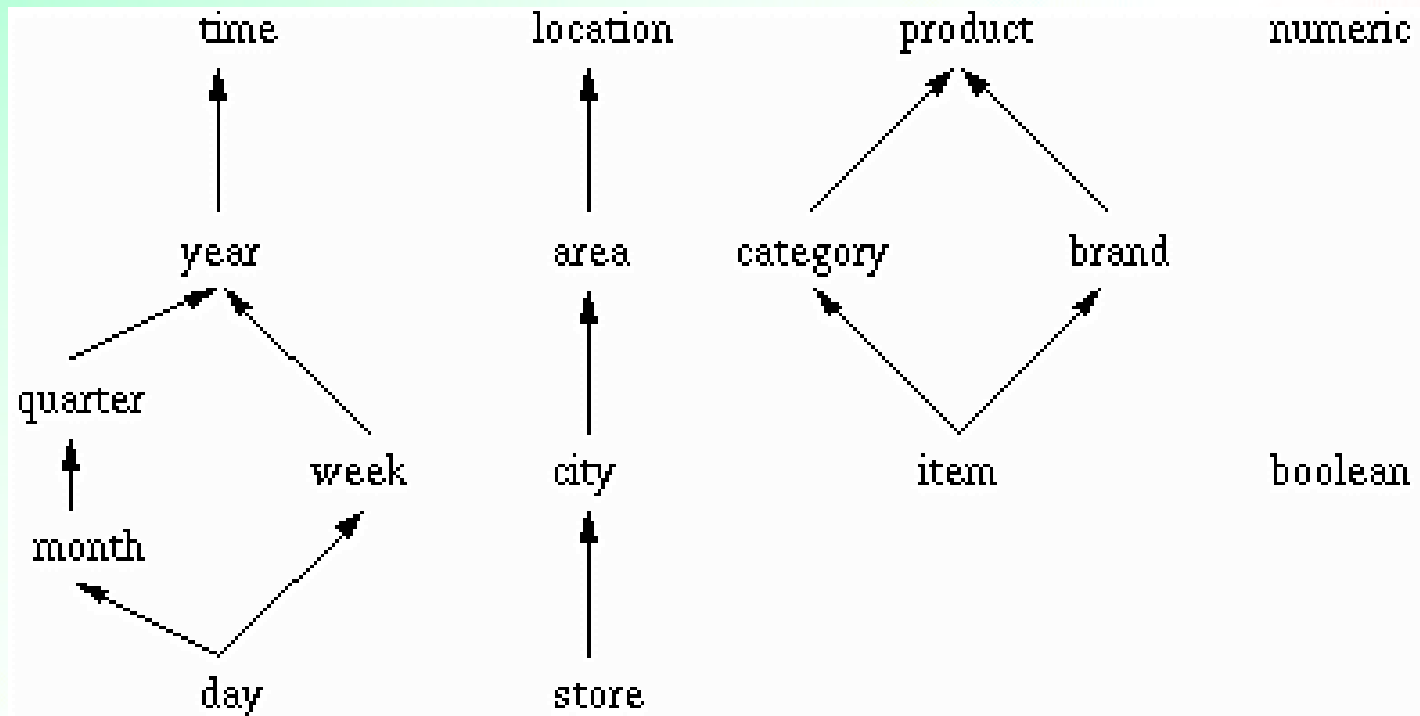 time location product numeric
year area category brand
quarter
week city item boolean
month
day store